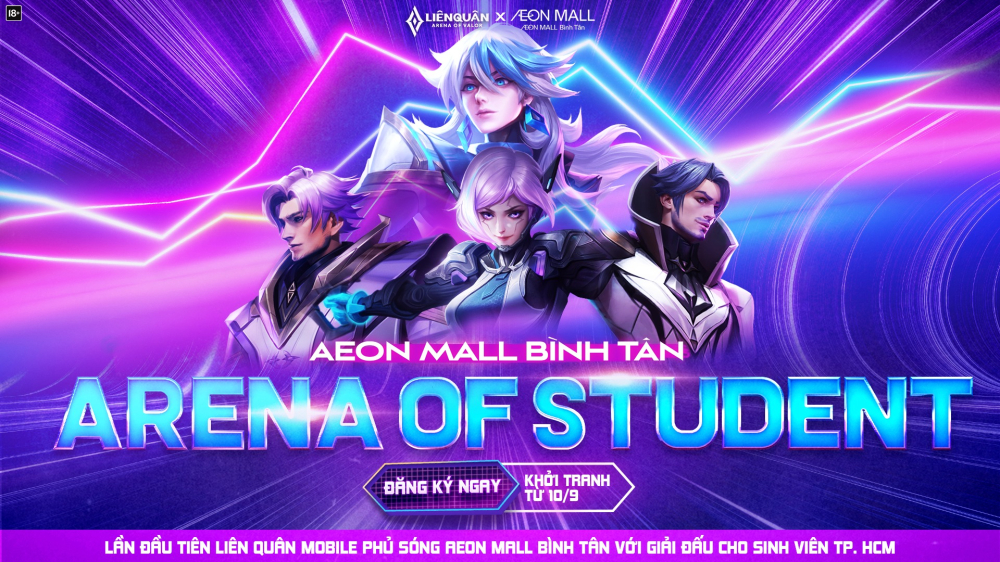 18+
LIÊNQUÂN
ARENA OF VALOR
X
ÆON MALL
ÆON MALL Bình Tân
AEON MALL BÌNH TÂN
ARENA OF STUDENT
ĐĂNG KÝ NGAY
KHỞI TRANH
TỪ 10/9
LẦN ĐẦU TIÊN LIÊN QUÂN MOBILE PHỦ SÓNG AEON MALL BÌNH TÂN VỚI GIẢI ĐẤU CHO SINH VIÊN TP. HCM